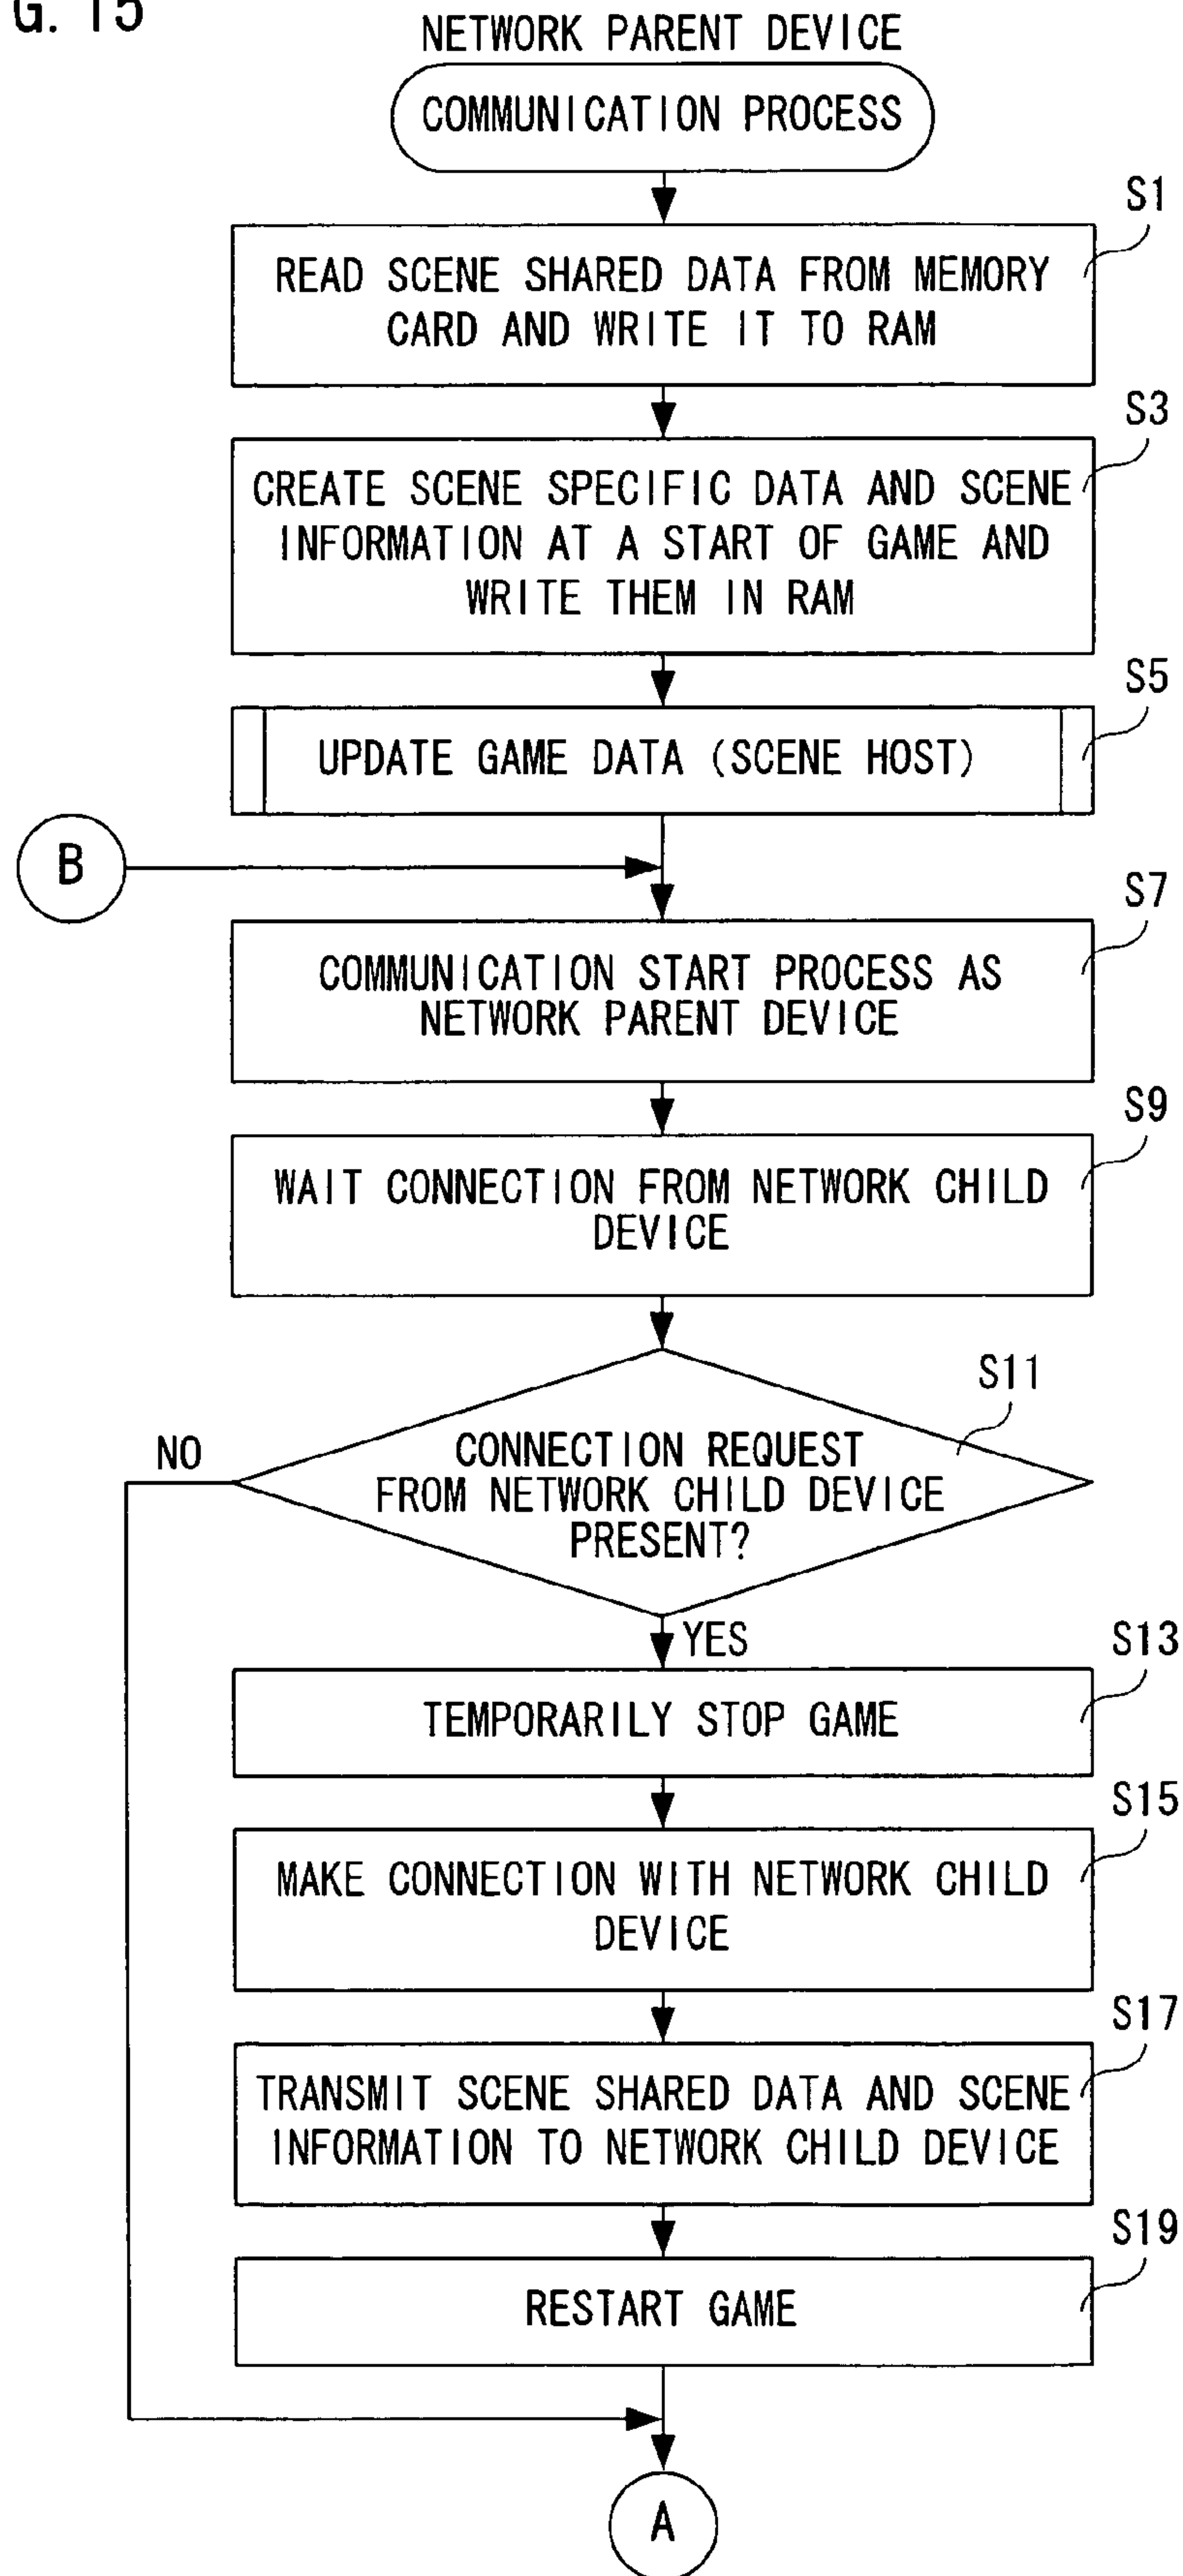 G. 15
NETWORK PARENT DEVICE
COMMUNICATION PROCESS
S1
READ SCENE SHARED DATA FROM MEMORY
CARD AND WRITE IT TO RAM
S3
CREATE SCENE SPECIFIC DATA AND SCENE
INFORMATION AT A START OF GAME AND
WRITE THEM IN RAM
S5
UPDATE GAME DATA (SCENE HOST)
B
S7
COMMUNICATION START PROCESS AS
NETWORK PARENT DEVICE
S9
WAIT CONNECTION FROM NETWORK CHILD
DEVICE
S11
NO
CONNECTION REQUEST
FROM NETWORK CHILD DEVICE
PRESENT?
YES
S13
TEMPORARILY STOP GAME
S15
MAKE CONNECTION WITH NETWORK CHILD
DEVICE
S17
TRANSMIT SCENE SHARED DATA AND SCENE
INFORMATION TO NETWORK CHILD DEVICE
S19
RESTART GAME
A